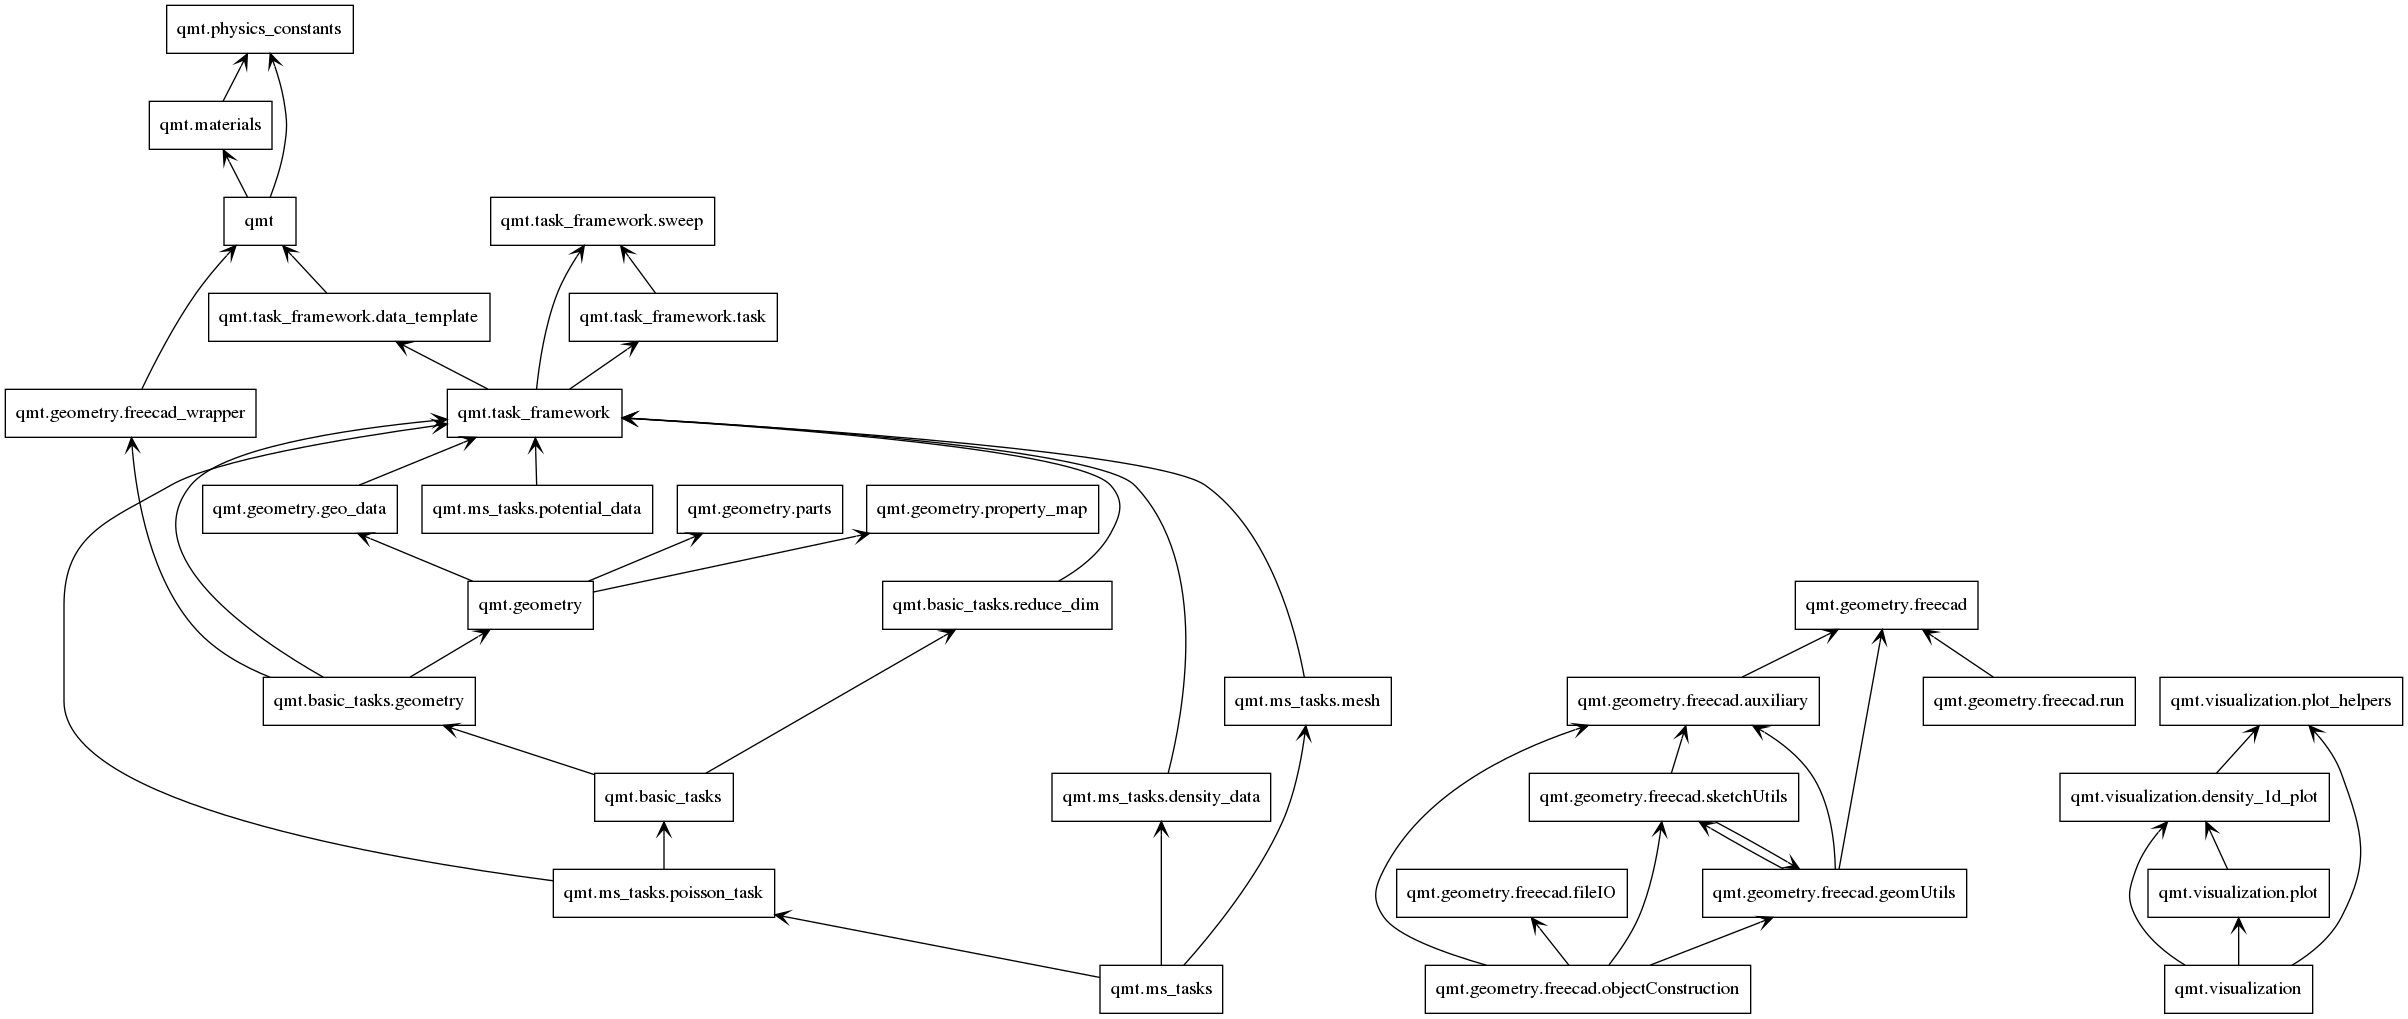 qmt.physics_constants
qmt.materials
qmt
qmt.task_framework.sweep
qmt.task_framework.data_template
qmt.task_framework.task
qmt.geometry.freecad_wrapper
qmt.task_framework
qmt.geometry.geo_data
qmt.ms_tasks.potential_data
qmt.geometry.parts
qmt.geometry.property_map
qmt.geometry
qmt.basic_tasks.reduce_dim
qmt.geometry.freecad
qmt.basic_tasks.geometry
qmt.ms_tasks.mesh
qmt.geometry.freecad.auxiliary
qmt.geometry.freecad.run
qmt.visualization.plot_helpers
qmt.basic_tasks
qmt.ms_tasks.density_data
qmt.geometry.freecad.sketchUtils
qmt.visualization.density_1d_plot
qmt.ms_tasks.poisson_task
qmt.geometry.freecad.fileIO
qmt.geometry.freecad.geomUtils
qmt.visualization.plot
qmt.ms_tasks
qmt.geometry.freecad.objectConstruction
qmt.visualization